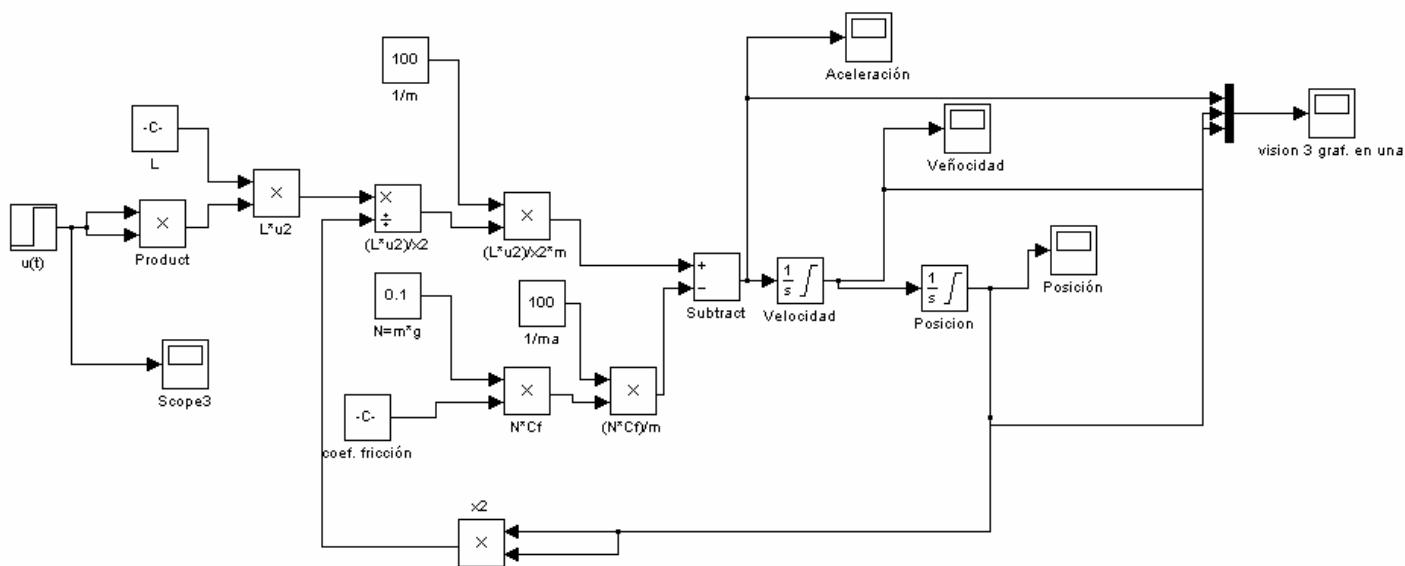 Aceleración
100
1/m
-C-
L
Veñocidad
vision 3 graf. en una
u(t)
×
Product
×
L*u2
×
÷
(L*u2)/x2
×
(L*u2)/x2*m
+
−
Subtract
1
s
Velocidad
1
s
Posicion
Posición
0.1
N=m*g
100
1/ma
Scope3
-C-
coef. fricción
×
N*Cf
×
(N*Cf)/m
x2
×